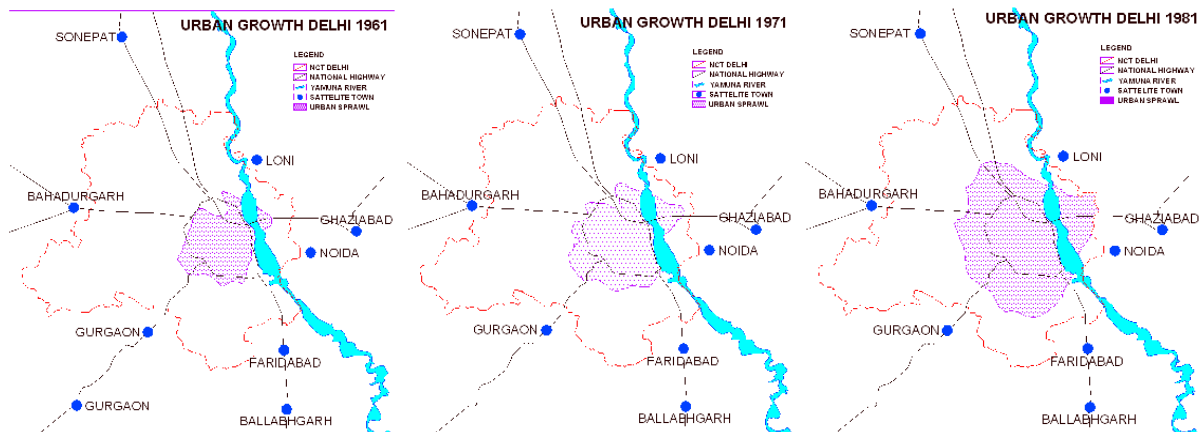 URBAN GROWTH DELHI 1961
SONEPAT
LEGEND
NCT DELHI
NATIONAL HIGHWAY
YAMUNA RIVER
SATTELITE TOWN
URBAN SPRAWL
LONI
BAHADURGARH
GHAZIABAD
NOIDA
GURGAON
FARIDABAD
GURGAON
BALLABHGARH
URBAN GROWTH DELHI 1971
SONEPAT
LEGEND
NCT DELHI
NATIONAL HIGHWAY
YAMUNA RIVER
SATTELITE TOWN
URBAN SPRAWL
LONI
BAHADURGARH
GHAZIABAD
NOIDA
GURGAON
FARIDABAD
BALLABHGARH
URBAN GROWTH DELHI 1981
SONEPAT
LEGEND
NCT DELHI
NATIONAL HIGHWAY
YAMUNA RIVER
SATTELITE TOWN
URBAN SPRAWL
LONI
BAHADURGARH
GHAZIABAD
NOIDA
GURGAON
FARIDABAD
BALLABHGARH